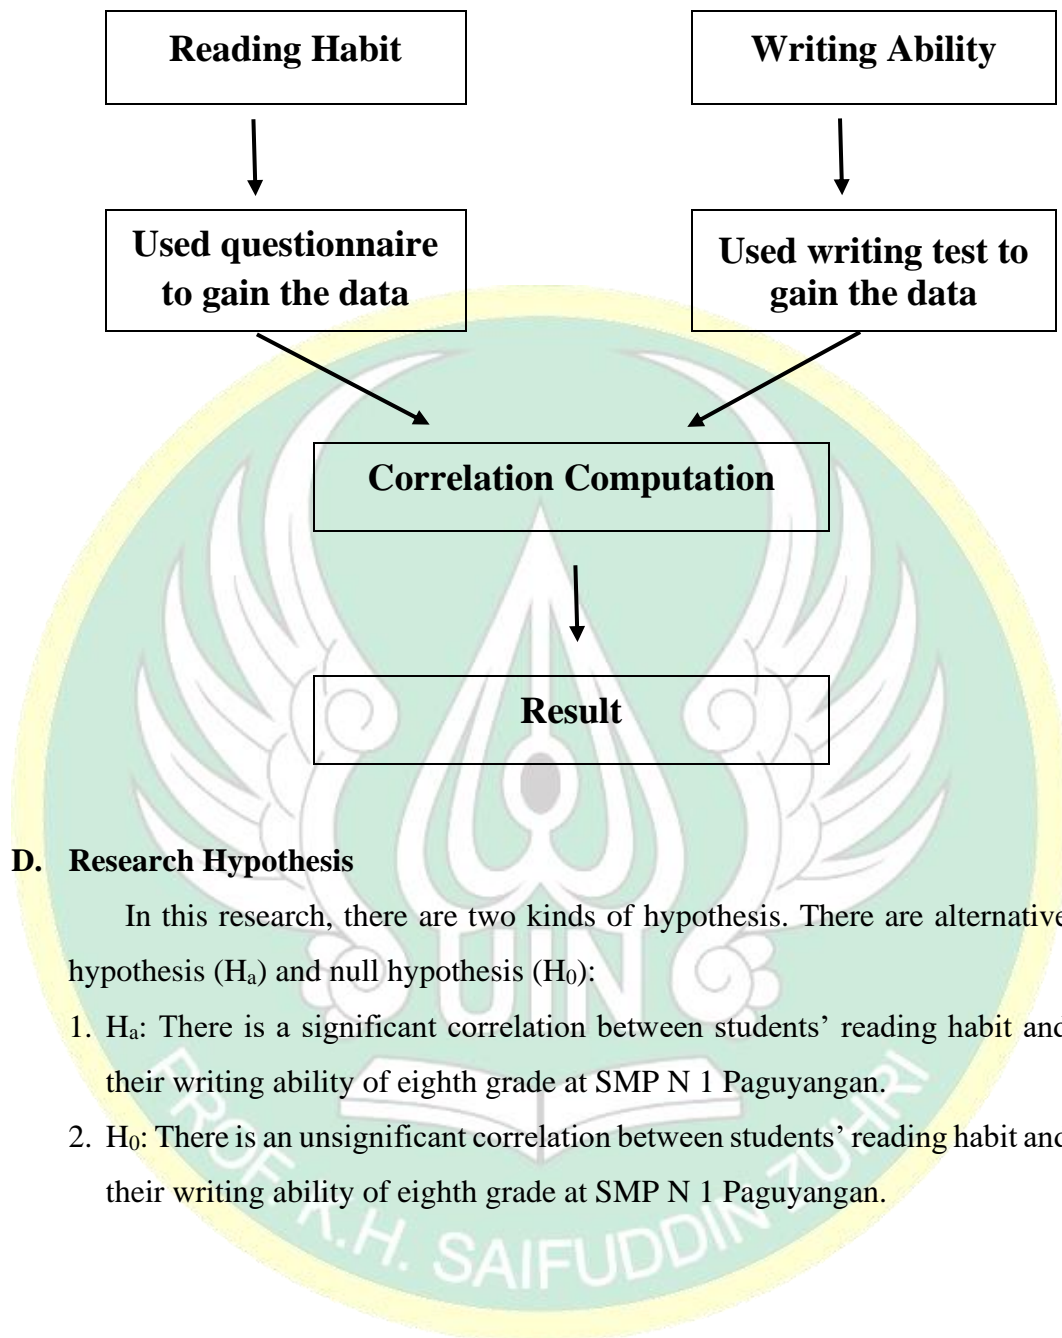 Reading Habit
Writing Ability
Used questionnaire
to gain the data
Used writing test to
gain the data
Correlation Computation
Result
D. Research Hypothesis
In this research, there are two kinds of hypothesis. There are alternative
hypothesis (Hₐ) and null hypothesis (H₀):
1. Hₐ: There is a significant correlation between students’ reading habit and
their writing ability of eighth grade at SMP N 1 Paguyangan.
2. H₀: There is an unsignificant correlation between students’ reading habit and
their writing ability of eighth grade at SMP N 1 Paguyangan.
UIN
PROF. K.H. SAIFUDDIN ZUHRI